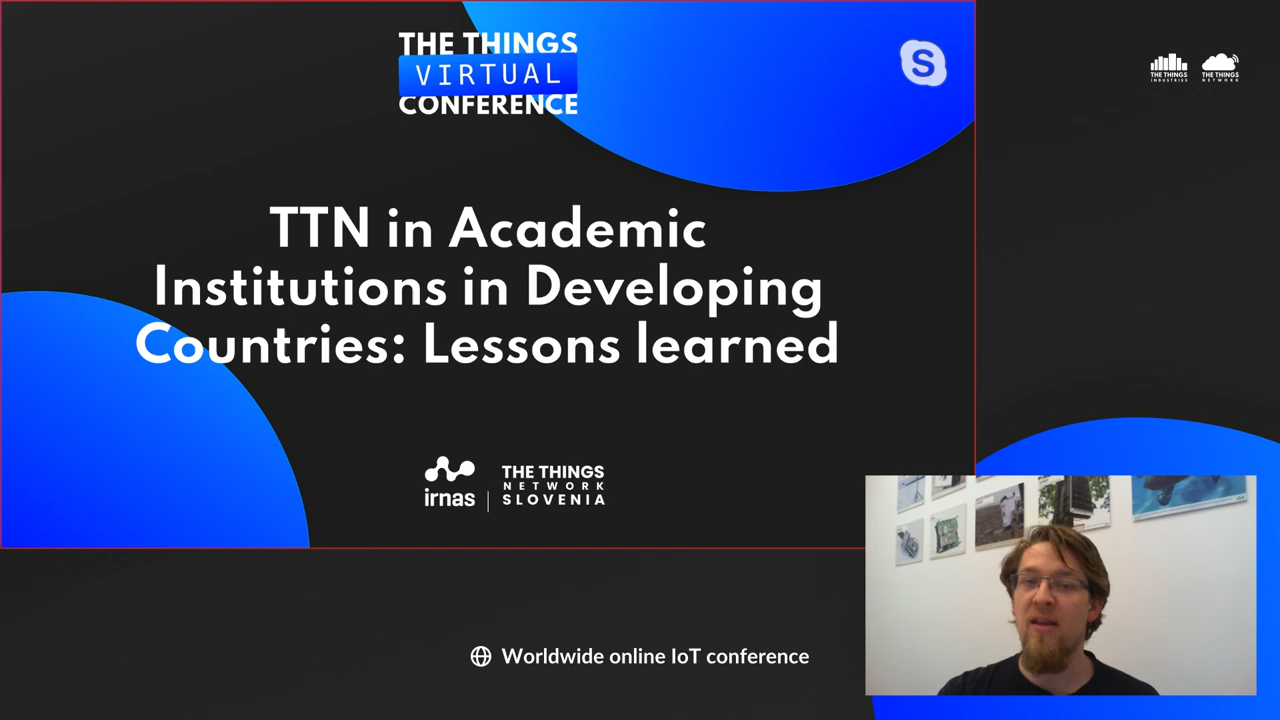 THE THINGS
VIRTUAL
CONFERENCE
S
THE THINGS
INDUSTRIES
THE THINGS
NETWORK
TTN in Academic
Institutions in Developing
Countries: Lessons learned
irnas
THE THINGS
NETWORK
SLOVENIA
Worldwide online IoT conference